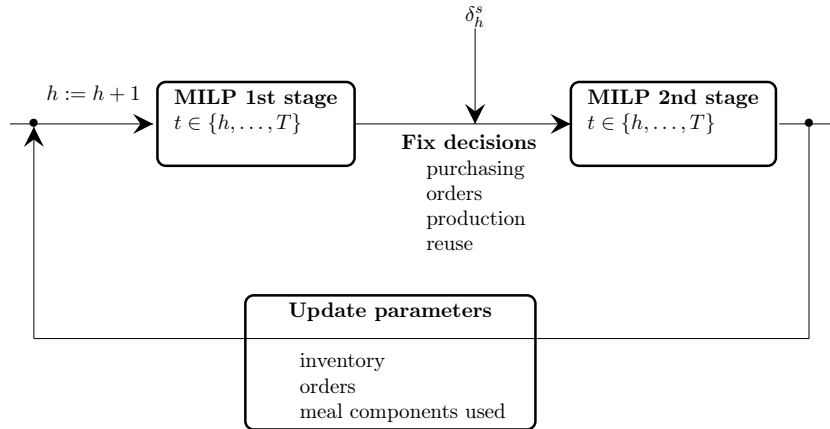 δ_h^s
h := h + 1
MILP 1st stage
t ∈ {h, . . . , T}
MILP 2nd stage
t ∈ {h, . . . , T}
Fix decisions
purchasing
orders
production
reuse
Update parameters
inventory
orders
meal components used